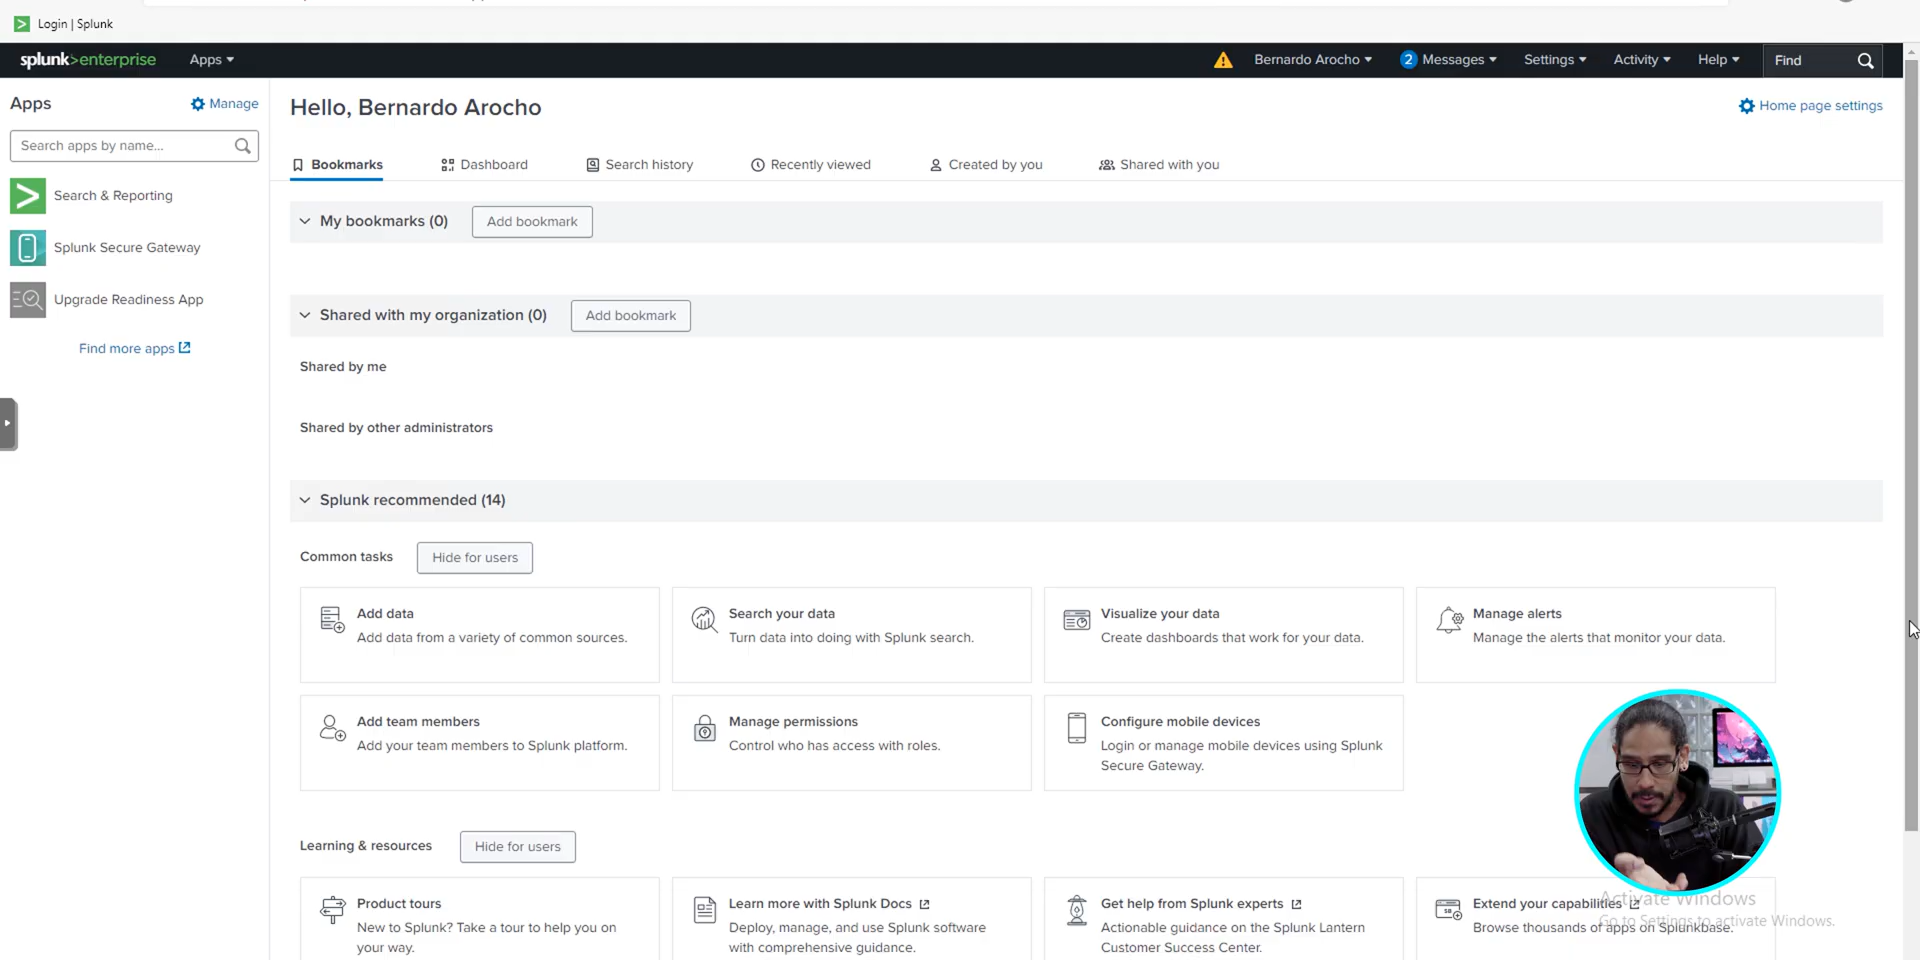 Login | Splunk
splunk>enterprise
Apps
Bernardo Arocho
2 Messages
Settings
Activity
Help
Find
Apps
Manage
Search apps by name...
Search & Reporting
Splunk Secure Gateway
Upgrade Readiness App
Find more apps
Hello, Bernardo Arocho
Home page settings
Bookmarks
Dashboard
Search history
Recently viewed
Created by you
Shared with you
My bookmarks (0)
Add bookmark
Shared with my organization (0)
Add bookmark
Shared by me
Shared by other administrators
Splunk recommended (14)
Common tasks
Hide for users
Add data
Add data from a variety of common sources.
Search your data
Turn data into doing with Splunk search.
Visualize your data
Create dashboards that work for your data.
Manage alerts
Manage the alerts that monitor your data.
Add team members
Add your team members to Splunk platform.
Manage permissions
Control who has access with roles.
Configure mobile devices
Login or manage mobile devices using Splunk
Secure Gateway.
Learning & resources
Hide for users
Product tours
New to Splunk? Take a tour to help you on
your way.
Learn more with Splunk Docs
Deploy, manage, and use Splunk software
with comprehensive guidance.
Get help from Splunk experts
Actionable guidance on the Splunk Lantern
Customer Success Center.
Extend your capabilities
Browse thousands of apps on Splunkbase.
Activate Windows
Go to Settings to activate Windows.